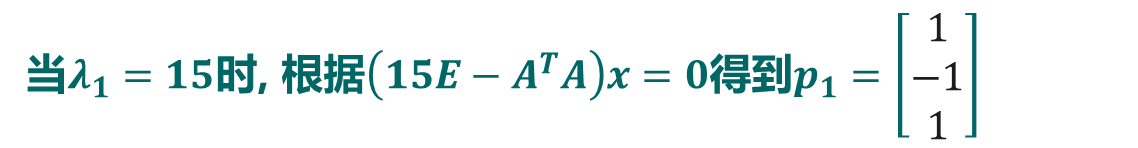 当λ₁ = 15时, 根据(15E − AᵀA)x = 0得到p₁ = [1 −1 1]